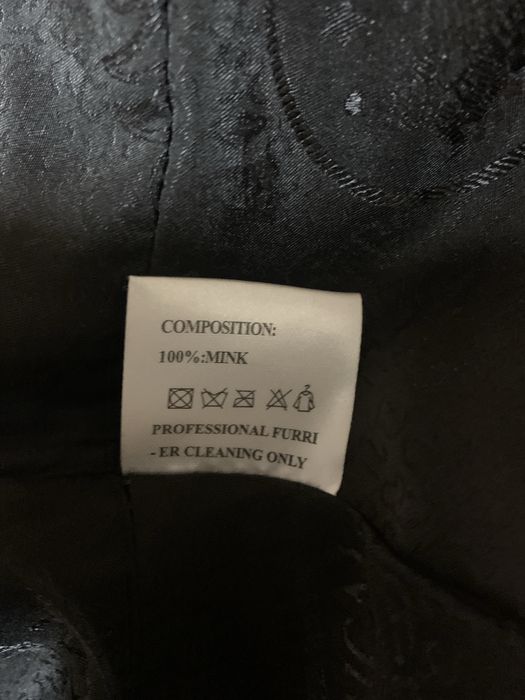 COMPOSITION:
100%:MINK
PROFESSIONAL FURRI
- ER CLEANING ONLY